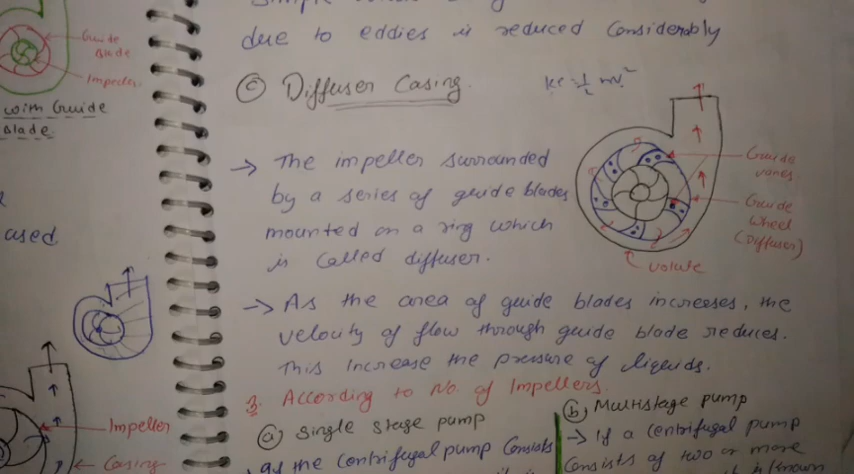 Guide
Blade
Impeller
with Guide
Blade
ased
Impeller
Casing
due to eddies is reduced Considerably
(c) Diffuser Casing.
KE = 1/2 mv²
→ The impeller surrounded
by a series of guide blades
mounted on a ring which
is called diffuser.
Guide
vanes
Guide
Wheel
(Diffuser)
volute
→ As the area of guide blades increases, the
velocity of flow through guide blade reduces.
This increase the pressure of liquids.
3. According to No. of Impellers.
(a) Single stage pump
the Centrifugal pump Consists
(b) Multistage pump
→ If a Centrifugal pump
Consists of two or more